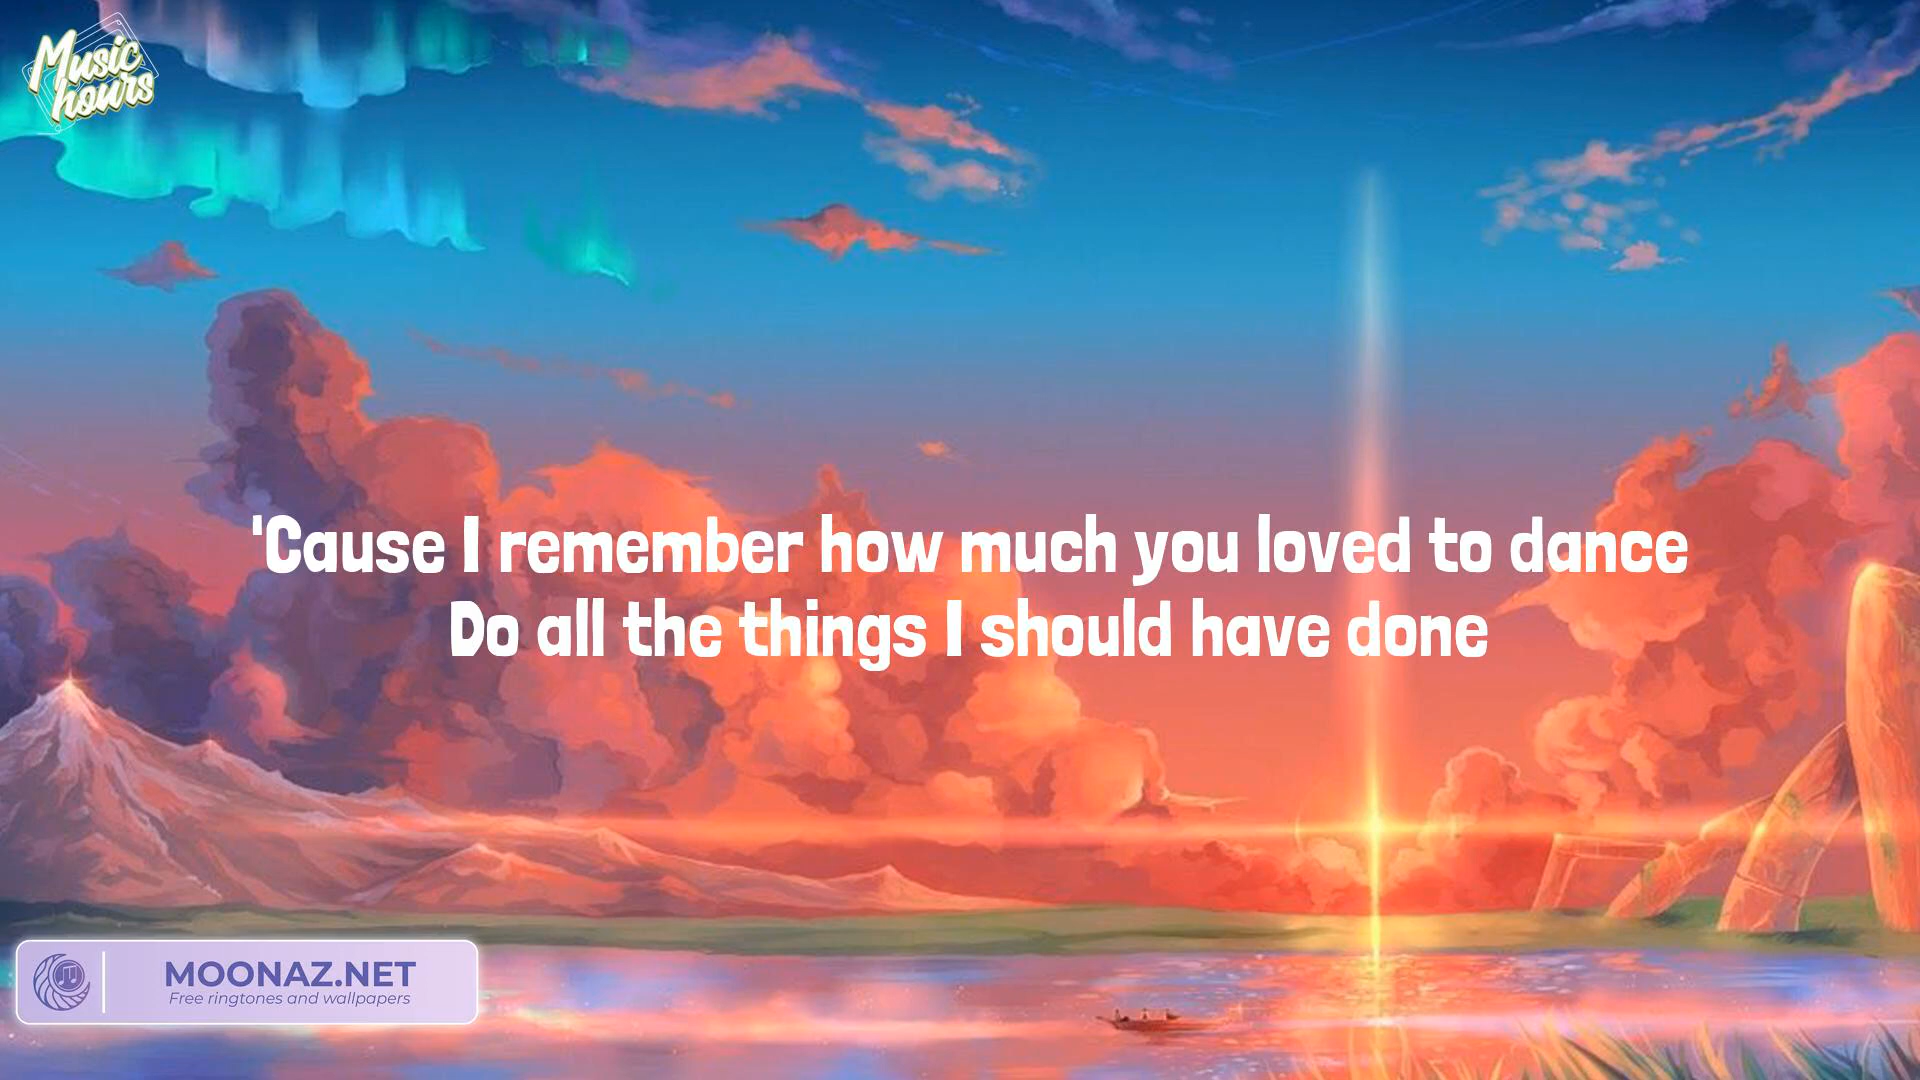 Music
hours
'Cause I remember how much you loved to dance
Do all the things I should have done
MOONAZ.NET
Free ringtones and wallpapers